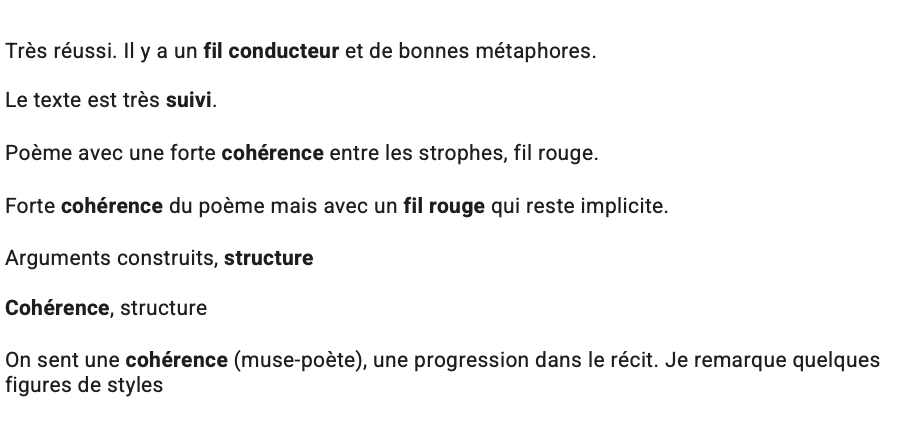 Très réussi. Il y a un fil conducteur et de bonnes métaphores.
Le texte est très suivi.
Poème avec une forte cohérence entre les strophes, fil rouge.
Forte cohérence du poème mais avec un fil rouge qui reste implicite.
Arguments construits, structure
Cohérence, structure
On sent une cohérence (muse-poète), une progression dans le récit. Je remarque quelques
figures de styles